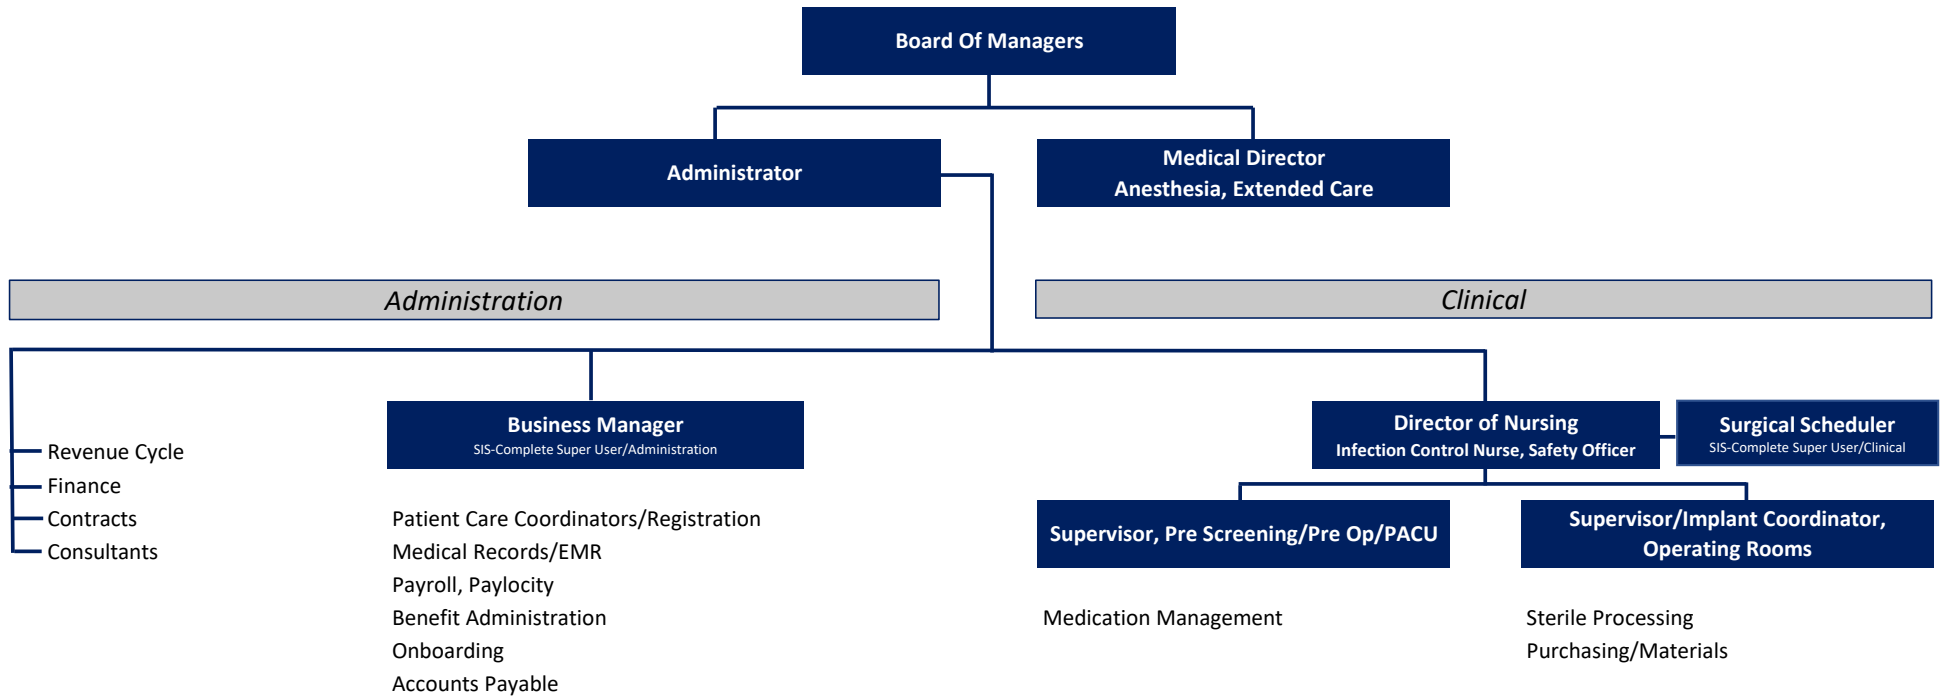 Board Of Managers
Administrator
Medical Director
Anesthesia, Extended Care
Administration
Clinical
Revenue Cycle
Finance
Contracts
Consultants
Business Manager
SIS-Complete Super User/Administration
Patient Care Coordinators/Registration
Medical Records/EMR
Payroll, Paylocity
Benefit Administration
Onboarding
Accounts Payable
Director of Nursing
Infection Control Nurse, Safety Officer
Surgical Scheduler
SIS-Complete Super User/Clinical
Supervisor, Pre Screening/Pre Op/PACU
Medication Management
Supervisor/Implant Coordinator,
Operating Rooms
Sterile Processing
Purchasing/Materials